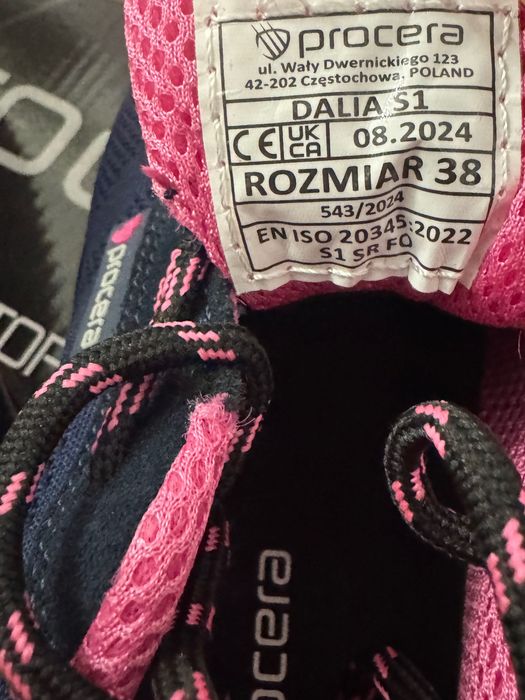 procera
ul. Wały Dwernickiego 123
42-202 Częstochowa, POLAND
DALIA S1
CE UK CA 08.2024
ROZMIAR 38
543/2024
EN ISO 20345:2022
S1 SR FO
procera
procera